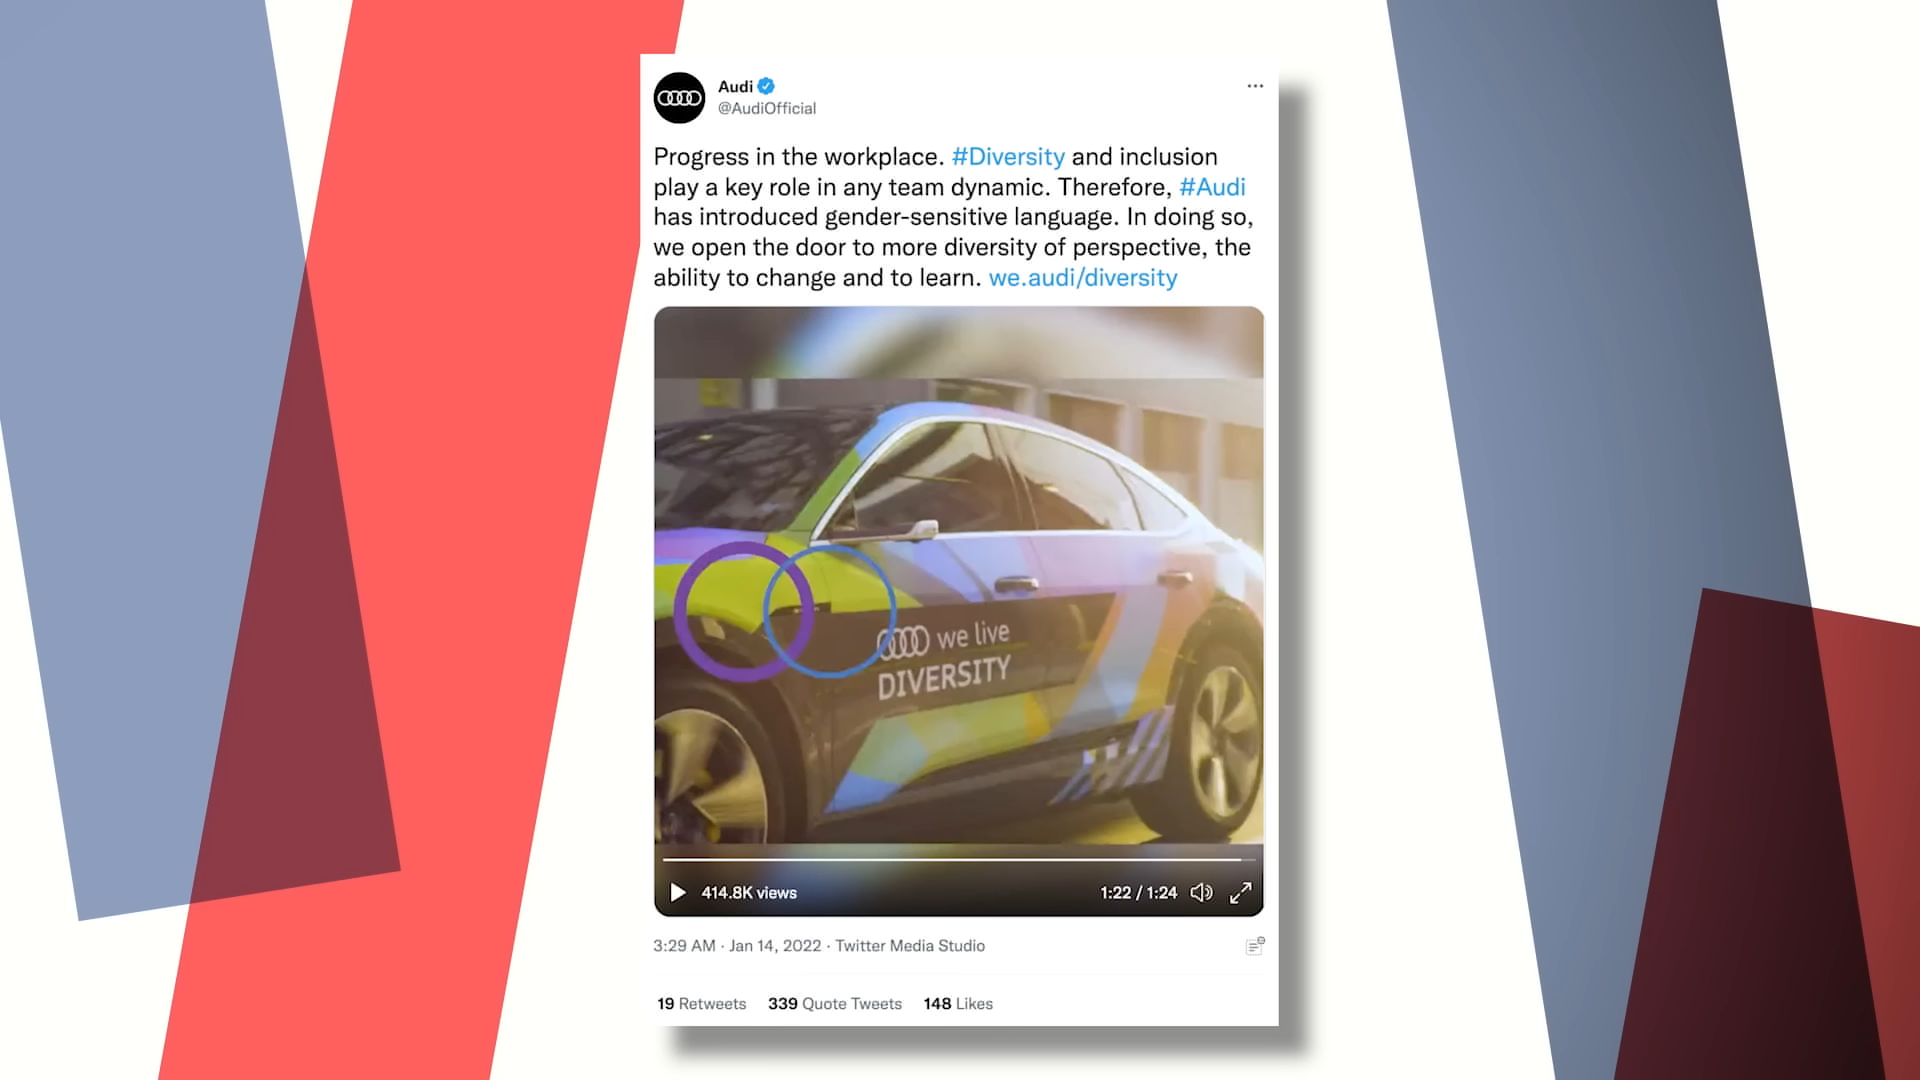 Audi
@AudiOfficial
Progress in the workplace. #Diversity and inclusion
play a key role in any team dynamic. Therefore, #Audi
has introduced gender-sensitive language. In doing so,
we open the door to more diversity of perspective, the
ability to change and to learn. we.audi/diversity
we live
DIVERSITY
414.8K views
1:22 / 1:24
3:29 AM · Jan 14, 2022 · Twitter Media Studio
19 Retweets 339 Quote Tweets 148 Likes